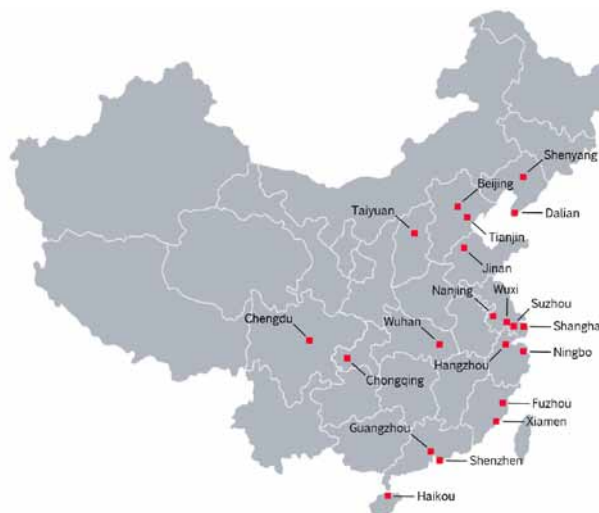 Shenyang
Beijing
Taiyuan
Dalian
Tianjin
Jinan
Wuxi
Nanjing
Suzhou
Chengdu
Wuhan
Shangha
Hangzhou
Ningbo
Chongqing
Fuzhou
Xiamen
Guangzhou
Shenzhen
Haikou